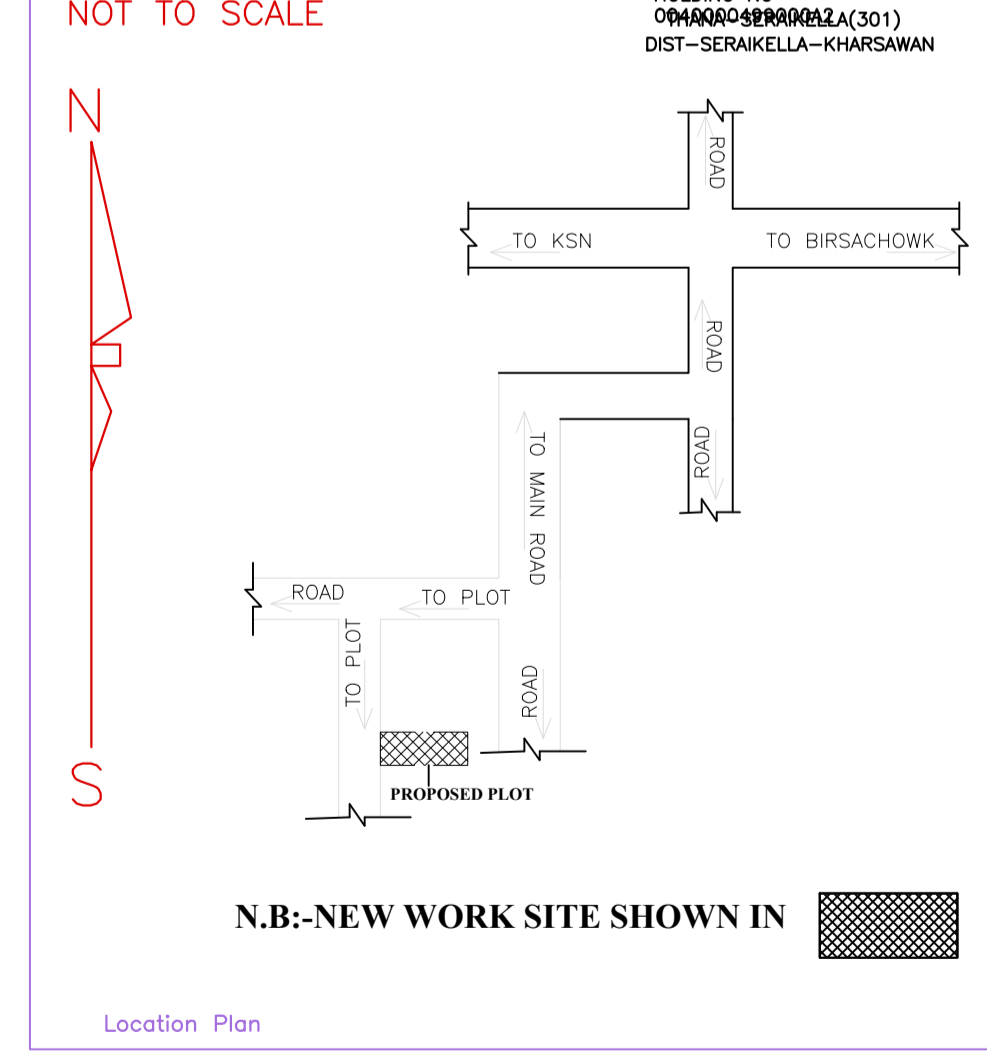 NOT TO SCALE
THANA-SERAIKELLA(301)
DIST-SERAIKELLA-KHARSAWAN
N
ROAD
TO KSN
TO BIRSACHOWK
ROAD
ROAD
TO MAIN ROAD
ROAD
TO PLOT
TO PLOT
ROAD
PROPOSED PLOT
S
N.B:-NEW WORK SITE SHOWN IN
Location Plan